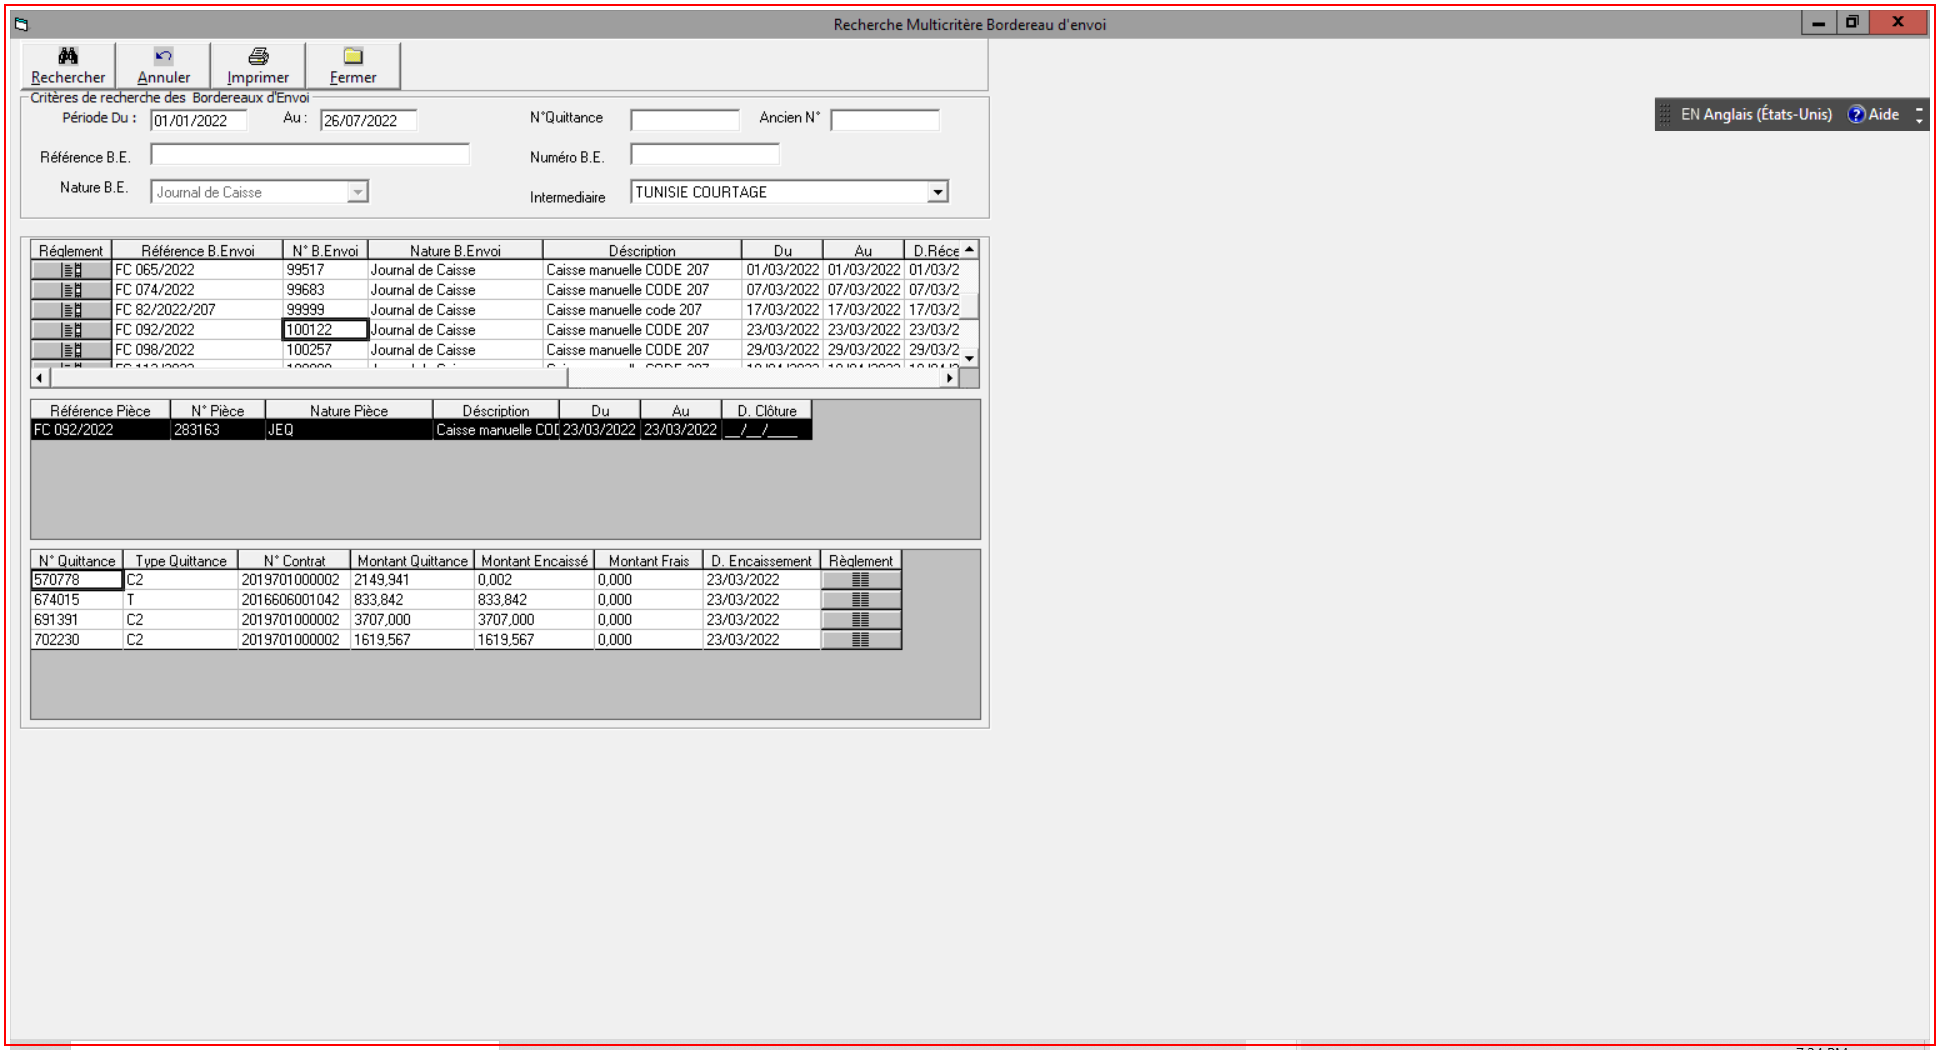 Recherche Multicritère Bordereau d'envoi
Rechercher Annuler Imprimer Fermer
Critères de recherche des Bordereaux d'Envoi
Période Du : 01/01/2022 Au : 26/07/2022 N°Quittance Ancien N°
EN Anglais (États-Unis) Aide
Référence B.E. Numéro B.E.
Nature B.E. Journal de Caisse Intermediaire TUNISIE COURTAGE
Réglement Référence B.Envoi N° B.Envoi Nature B.Envoi Déscription Du Au D.Réce
FC 065/2022 99517 Journal de Caisse Caisse manuelle CODE 207 01/03/2022 01/03/2022 01/03/2
FC 074/2022 99683 Journal de Caisse Caisse manuelle CODE 207 07/03/2022 07/03/2022 07/03/2
FC 82/2022/207 99999 Journal de Caisse Caisse manuelle code 207 17/03/2022 17/03/2022 17/03/2
FC 092/2022 100122 Journal de Caisse Caisse manuelle CODE 207 23/03/2022 23/03/2022 23/03/2
FC 098/2022 100257 Journal de Caisse Caisse manuelle CODE 207 29/03/2022 29/03/2022 29/03/2
Référence Pièce N° Pièce Nature Pièce Déscription Du Au D. Clôture
FC 092/2022 283163 JEQ Caisse manuelle COD 23/03/2022 23/03/2022 __/__/____
N° Quittance Type Quittance N° Contrat Montant Quittance Montant Encaissé Montant Frais D. Encaissement Règlement
570778 C2 2019701000002 2149,941 0,002 0,000 23/03/2022
674015 T 2016606001042 833,842 833,842 0,000 23/03/2022
691391 C2 2019701000002 3707,000 3707,000 0,000 23/03/2022
702230 C2 2019701000002 1619,567 1619,567 0,000 23/03/2022